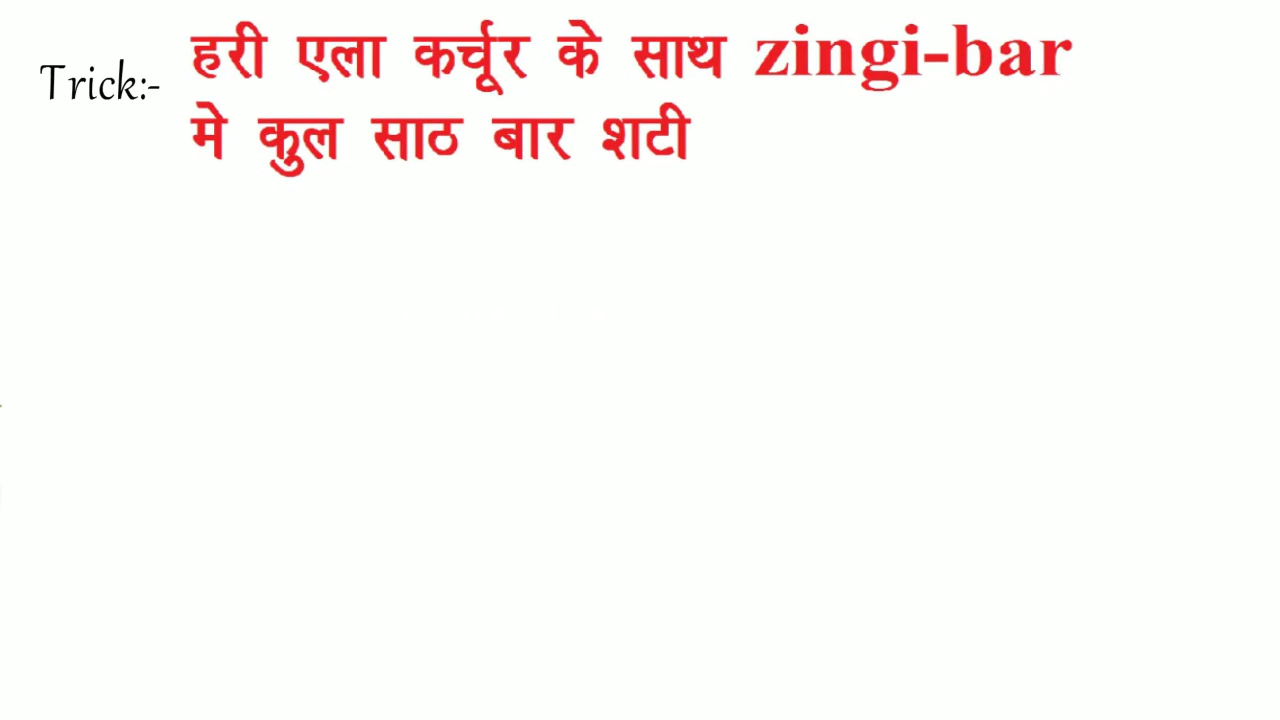 Trick:- हरी एला कर्चूर के साथ zingi-bar
मे कुल साठ बार शटी